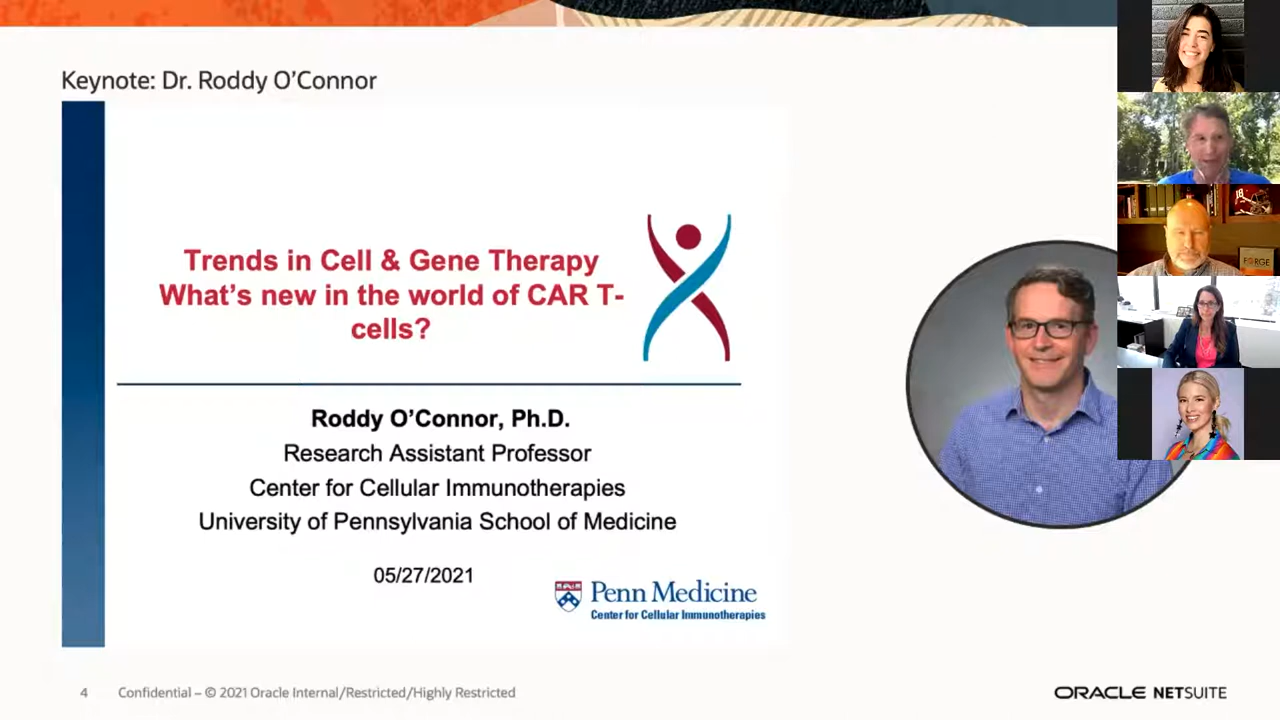 Keynote: Dr. Roddy O'Connor
Trends in Cell & Gene Therapy
What's new in the world of CAR T-
cells?
Roddy O'Connor, Ph.D.
Research Assistant Professor
Center for Cellular Immunotherapies
University of Pennsylvania School of Medicine
05/27/2021
Penn Medicine
Center for Cellular Immunotherapies
FORGE
4 Confidential – © 2021 Oracle Internal/Restricted/Highly Restricted
ORACLE NETSUITE